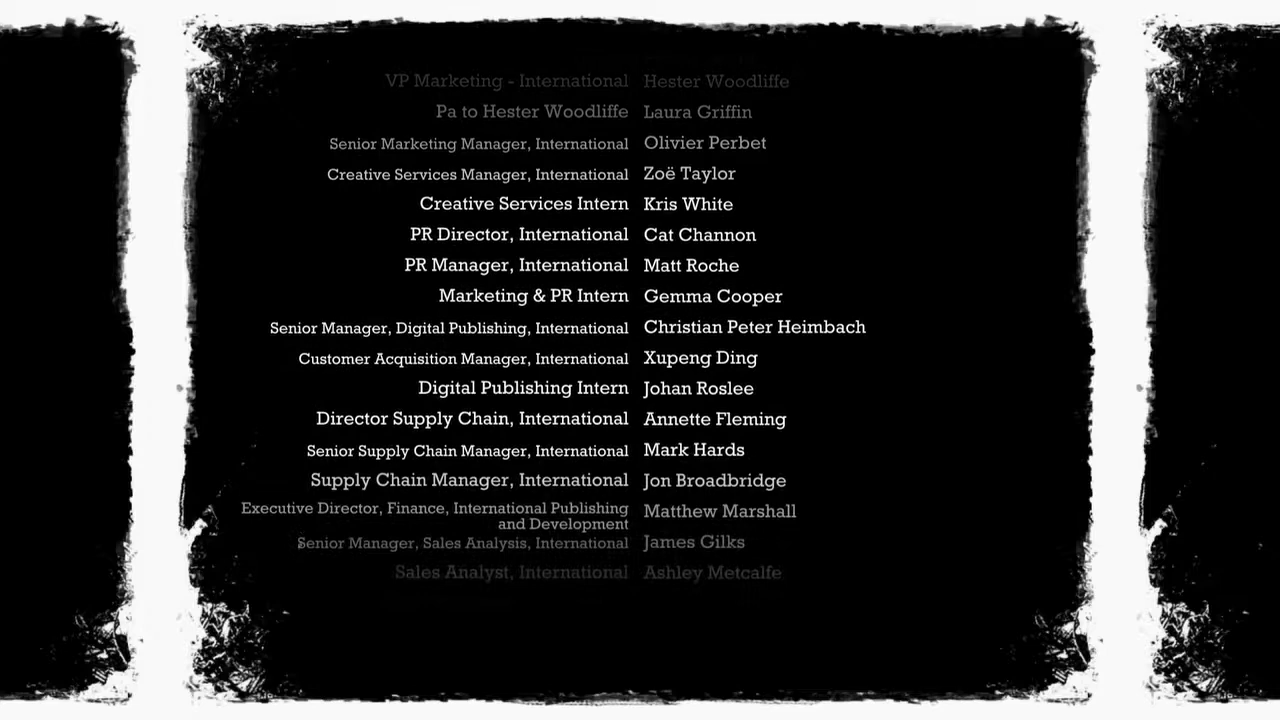 VP Marketing - International Hester Woodliffe
Pa to Hester Woodliffe Laura Griffin
Senior Marketing Manager, International Olivier Perbet
Creative Services Manager, International Zoë Taylor
Creative Services Intern Kris White
PR Director, International Cat Channon
PR Manager, International Matt Roche
Marketing & PR Intern Gemma Cooper
Senior Manager, Digital Publishing, International Christian Peter Heimbach
Customer Acquisition Manager, International Xupeng Ding
Digital Publishing Intern Johan Roslee
Director Supply Chain, International Annette Fleming
Senior Supply Chain Manager, International Mark Hards
Supply Chain Manager, International Jon Broadbridge
Executive Director, Finance, International Publishing
and Development Matthew Marshall
Senior Manager, Sales Analysis, International James Gilks
Sales Analyst, International Ashley Metcalfe